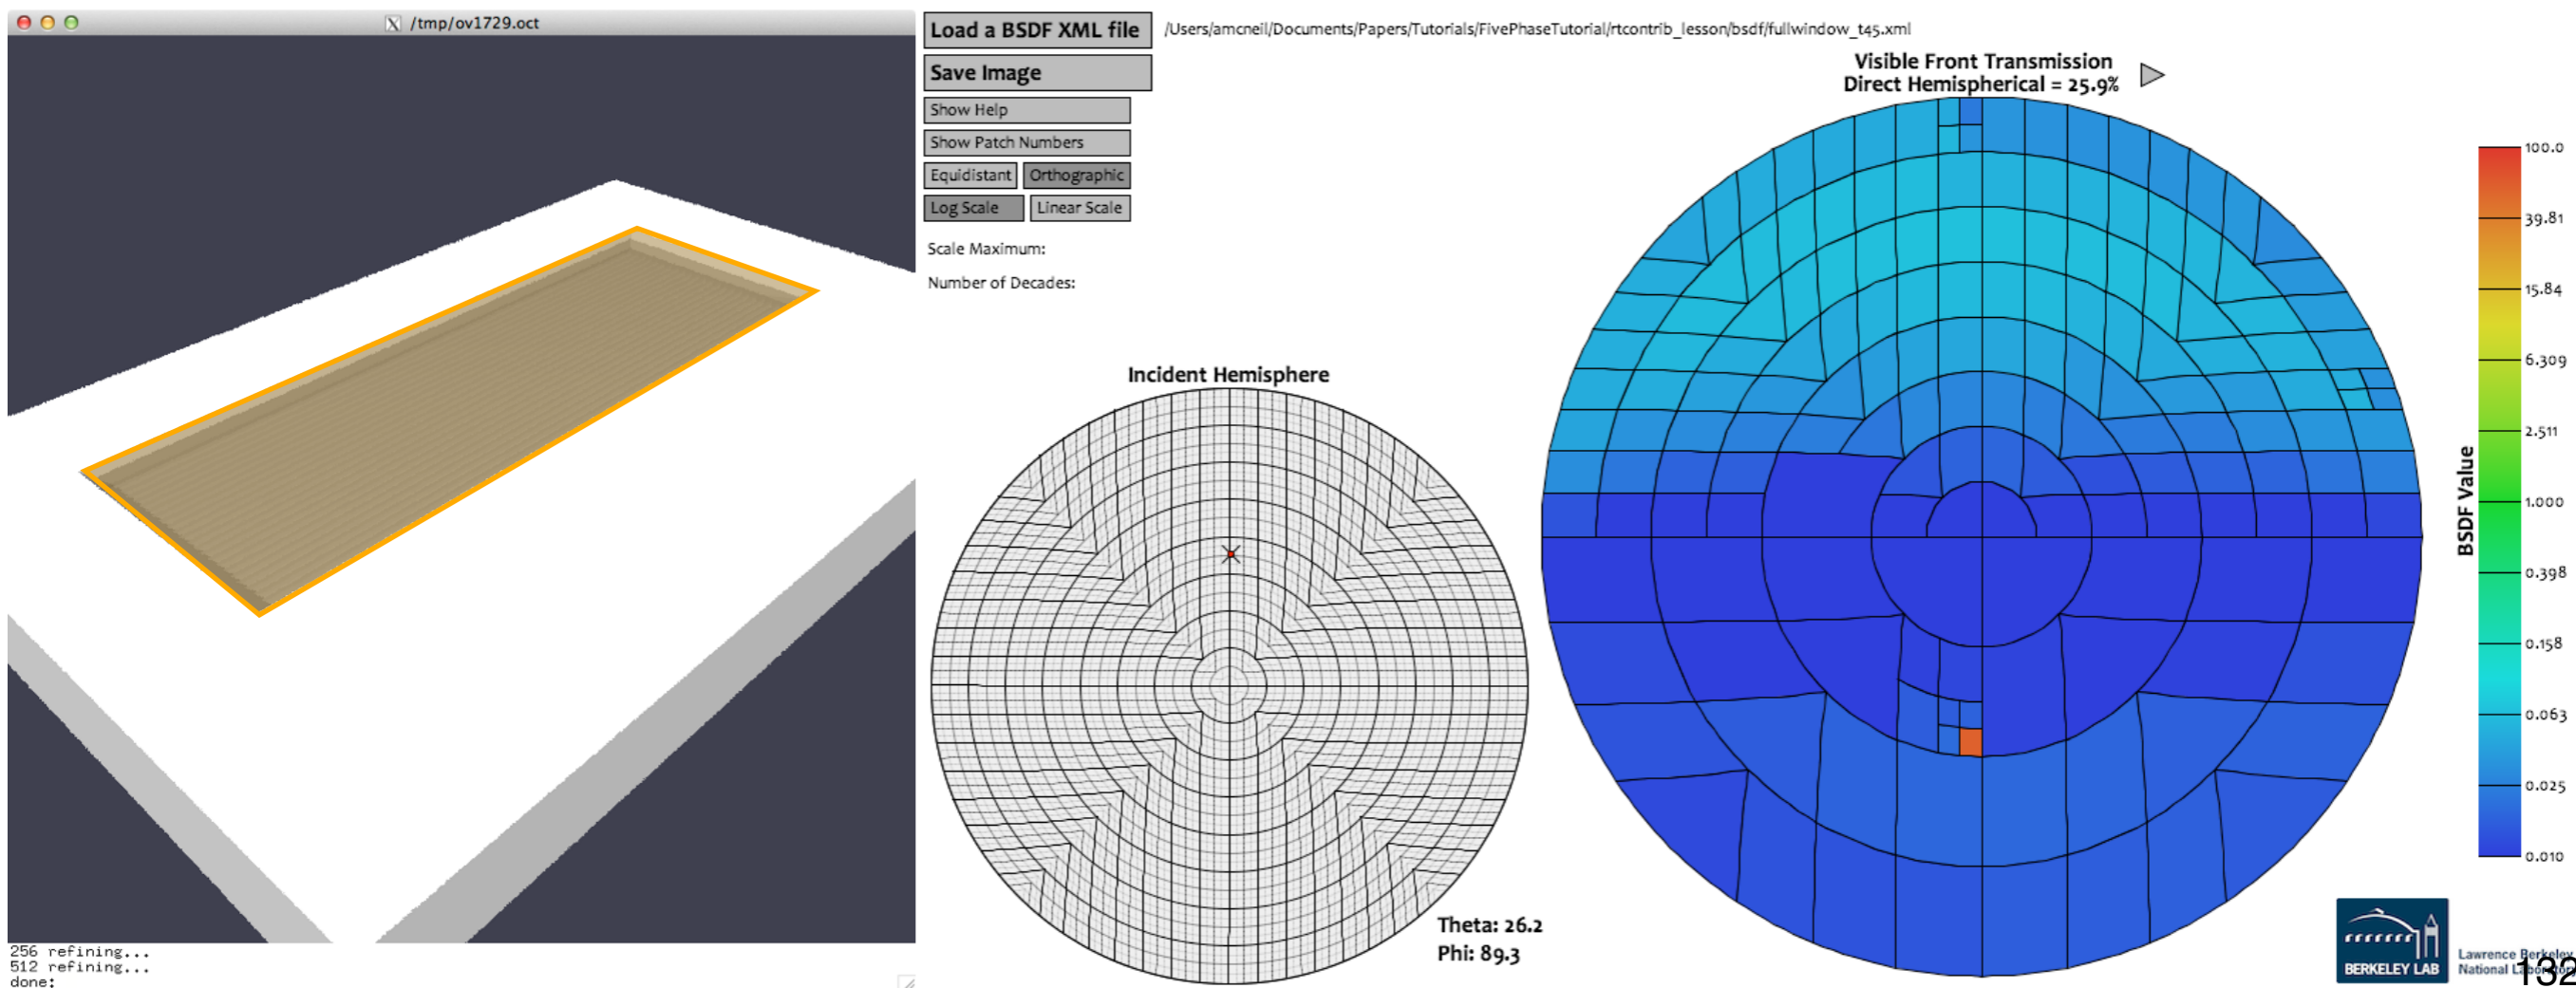 /tmp/ov1729.oct
256 refining...
512 refining...
done:
Load a BSDF XML file
/Users/amcneil/Documents/Papers/Tutorials/FivePhaseTutorial/rtcontrib_lesson/bsdf/fullwindow_t45.xml
Save Image
Show Help
Show Patch Numbers
Equidistant
Orthographic
Log Scale
Linear Scale
Scale Maximum:
Number of Decades:
Incident Hemisphere
Theta: 26.2
Phi: 89.3
Visible Front Transmission
Direct Hemispherical = 25.9%
BSDF Value
100.0
39.81
15.84
6.309
2.511
1.000
0.398
0.158
0.063
0.025
0.010
BERKELEY LAB
Lawrence Berkeley
National Laboratory
132